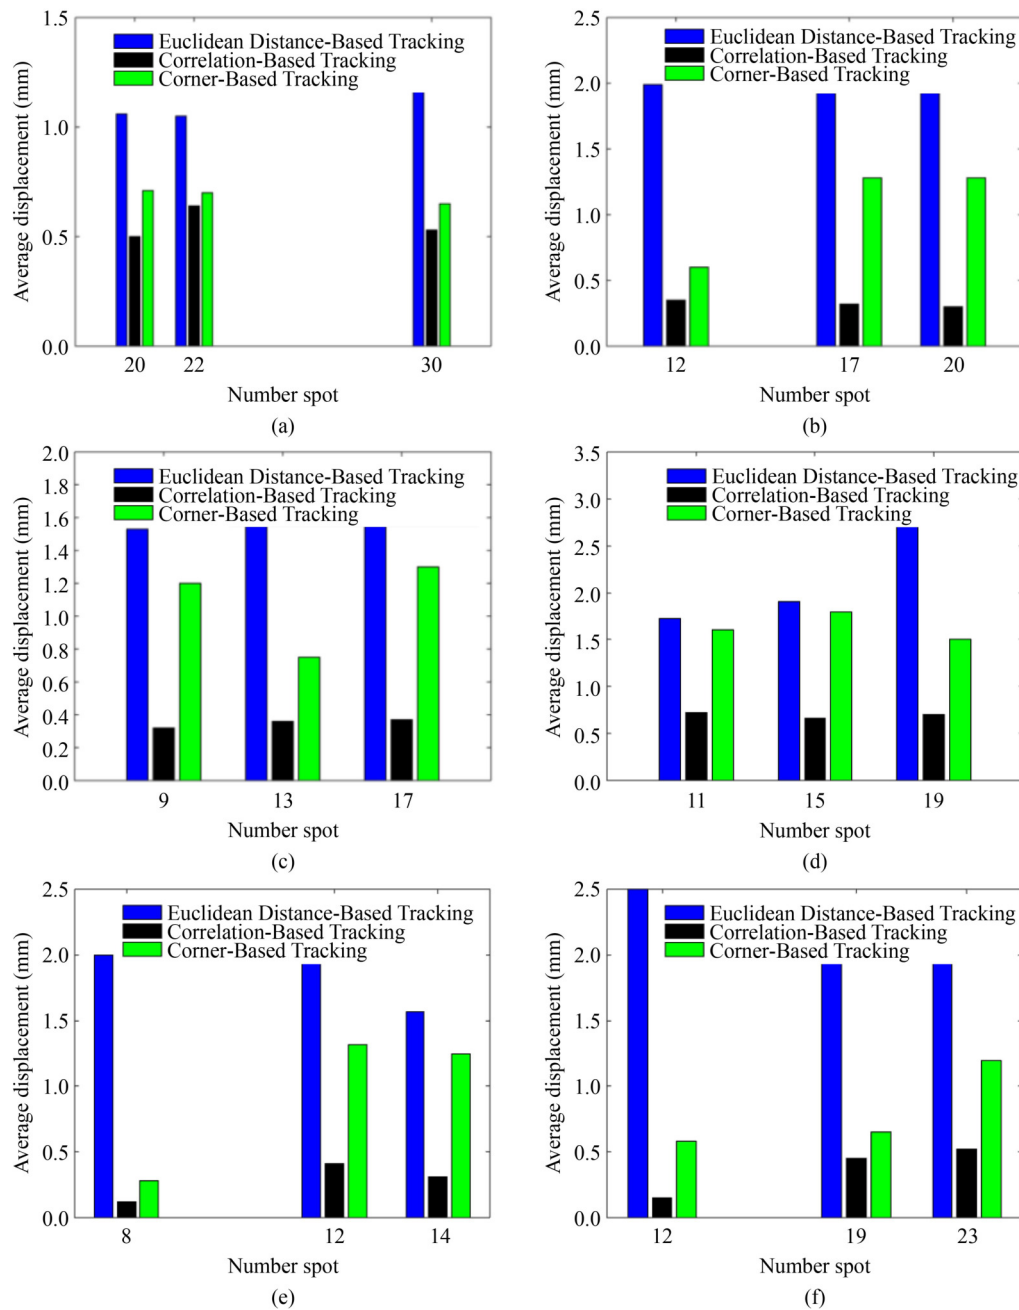 1.5
Euclidean Distance-Based Tracking
Correlation-Based Tracking
Corner-Based Tracking
1.0
0.5
0.0
Average displacement (mm)
20 22 30
Number spot
(a)
2.5
Euclidean Distance-Based Tracking
Correlation-Based Tracking
Corner-Based Tracking
2.0
1.5
1.0
0.5
0.0
Average displacement (mm)
12 17 20
Number spot
(b)
2.0
Euclidean Distance-Based Tracking
1.8
Correlation-Based Tracking
Corner-Based Tracking
1.6
1.4
1.2
1.0
0.8
0.6
0.4
0.2
0.0
Average displacement (mm)
9 13 17
Number spot
(c)
3.5
Euclidean Distance-Based Tracking
3.0
Correlation-Based Tracking
Corner-Based Tracking
2.7
2.5
2.0
1.5
1.0
0.5
0.0
Average displacement (mm)
11 15 19
Number spot
(d)
2.5
Euclidean Distance-Based Tracking
Correlation-Based Tracking
Corner-Based Tracking
2.0
1.5
1.0
0.5
0.0
Average displacement (mm)
8 12 14
Number spot
(e)
2.5
Euclidean Distance-Based Tracking
Correlation-Based Tracking
Corner-Based Tracking
2.0
1.5
1.0
0.5
0.0
Average displacement (mm)
12 19 23
Number spot
(f)